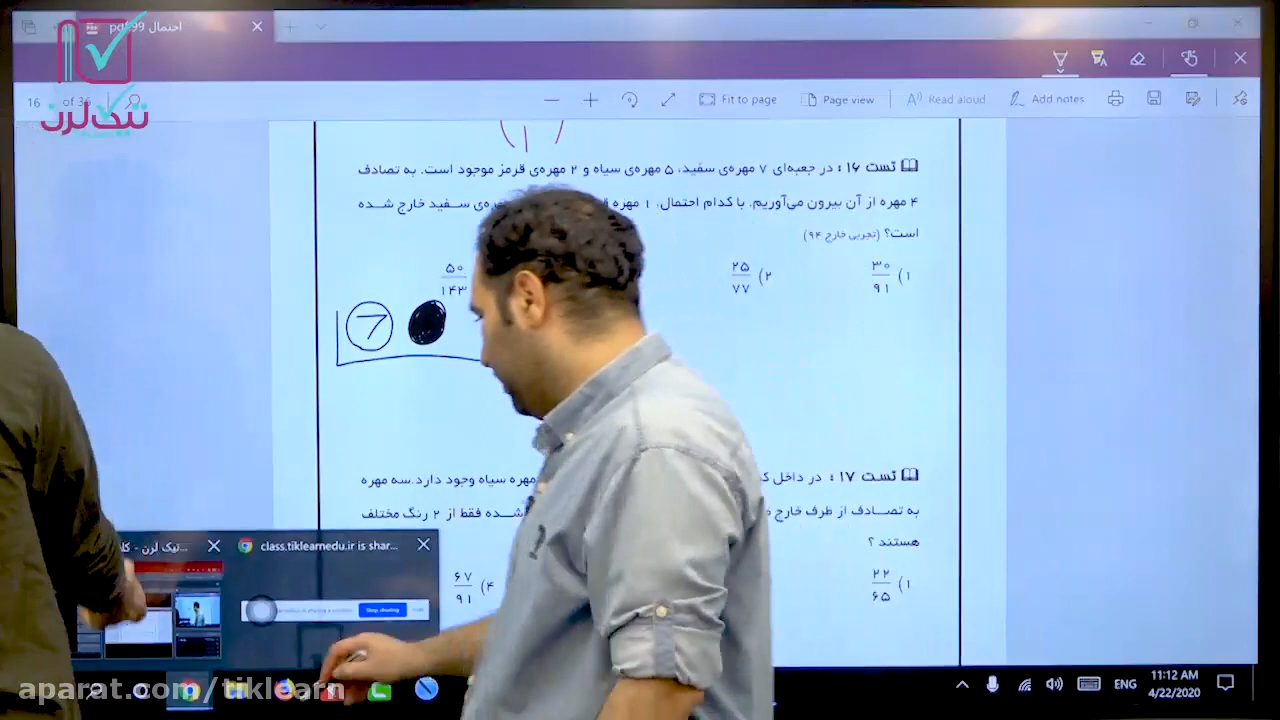 احتمال 99.pdf
16 of 36
Fit to page
Page view
Read aloud
Add notes
تیک‌لرن
تست ۱۶ : در جعبه‌ای ۷ مهره‌ی سفید، ۵ مهره‌ی سیاه و ۲ مهره‌ی قرمز موجود است. به تصادف
۴ مهره از آن بیرون می‌آوریم. با کدام احتمال، ۱ مهره سفید خارج شده
است؟ (تجربی خارج ۹۴)
۱) ۳۰/۹۱
۲) ۲۵/۷۷
۵۰/۱۴۳
7
تست ۱۷ : در داخل مهره سیاه وجود دارد. سه مهره
به تصادف از ظرف خارج شده فقط از ۲ رنگ مختلف
هستند ؟
۱) ۲۲/۶۵
۴) ۶۷/۹۱
تیک لرن - کلا...
class.tiklearnedu.ir is shar...
Stop sharing
ENG
11:12 AM
4/22/2020
aparat.com/tiklearn